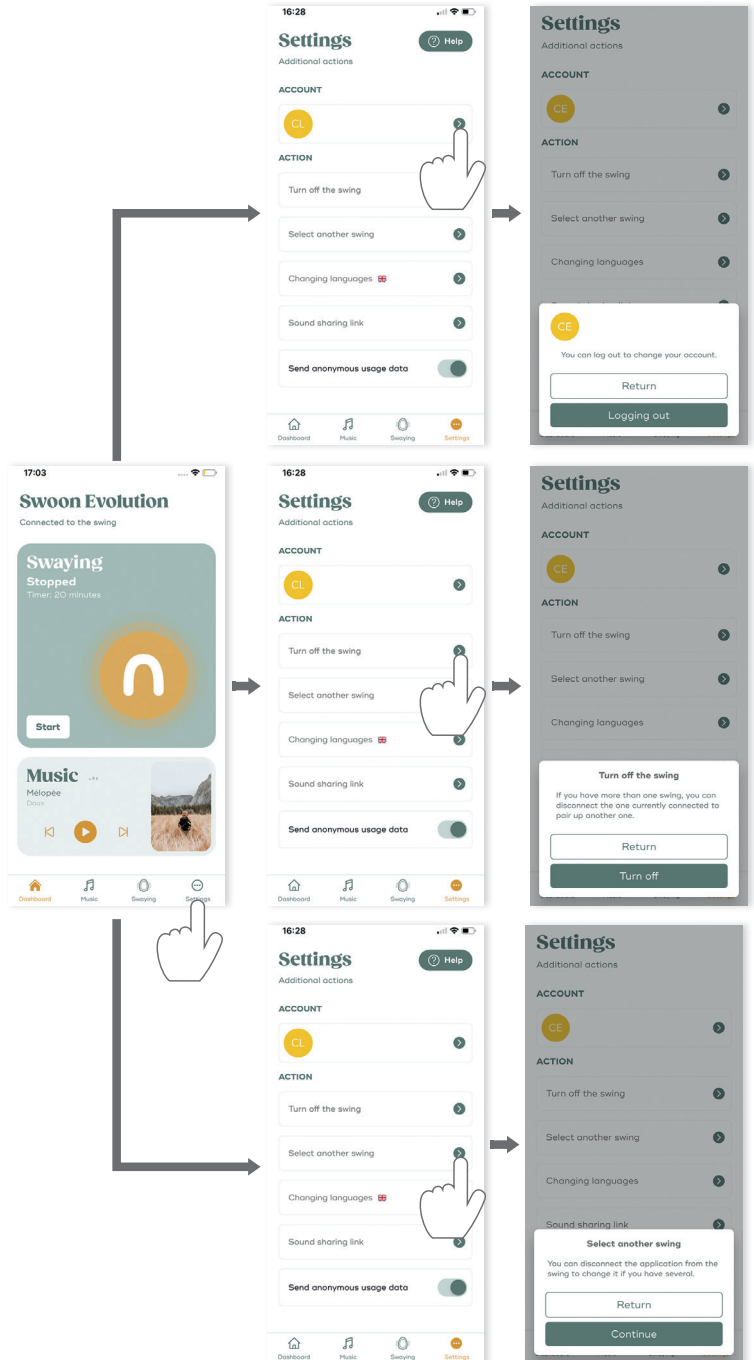 16:28
Settings
Help
Additional actions
ACCOUNT
CL
ACTION
Turn off the swing
Select another swing
Changing languages
Sound sharing link
Send anonymous usage data
Dashboard
Music
Swaying
Settings
Settings
Additional actions
ACCOUNT
CE
ACTION
Turn off the swing
Select another swing
Changing languages
CE
You can log out to change your account.
Return
Logging out
17:03
Swoon Evolution
Connected to the swing
Swaying
Stopped
Timer: 20 minutes
Start
Music
Mélopée
Doux
Dashboard
Music
Swaying
Settings
16:28
Settings
Help
Additional actions
ACCOUNT
CL
ACTION
Turn off the swing
Select another swing
Changing languages
Sound sharing link
Send anonymous usage data
Dashboard
Music
Swaying
Settings
Settings
Additional actions
ACCOUNT
CE
ACTION
Turn off the swing
Select another swing
Changing languages
Turn off the swing
If you have more than one swing, you can
disconnect the one currently connected to
pair up another one.
Return
Turn off
16:28
Settings
Help
Additional actions
ACCOUNT
CL
ACTION
Turn off the swing
Select another swing
Changing languages
Sound sharing link
Send anonymous usage data
Dashboard
Music
Swaying
Settings
Settings
Additional actions
ACCOUNT
CE
ACTION
Turn off the swing
Select another swing
Changing languages
Sound sharing link
Select another swing
You can disconnect the application from the
swing to change it if you have several.
Return
Continue